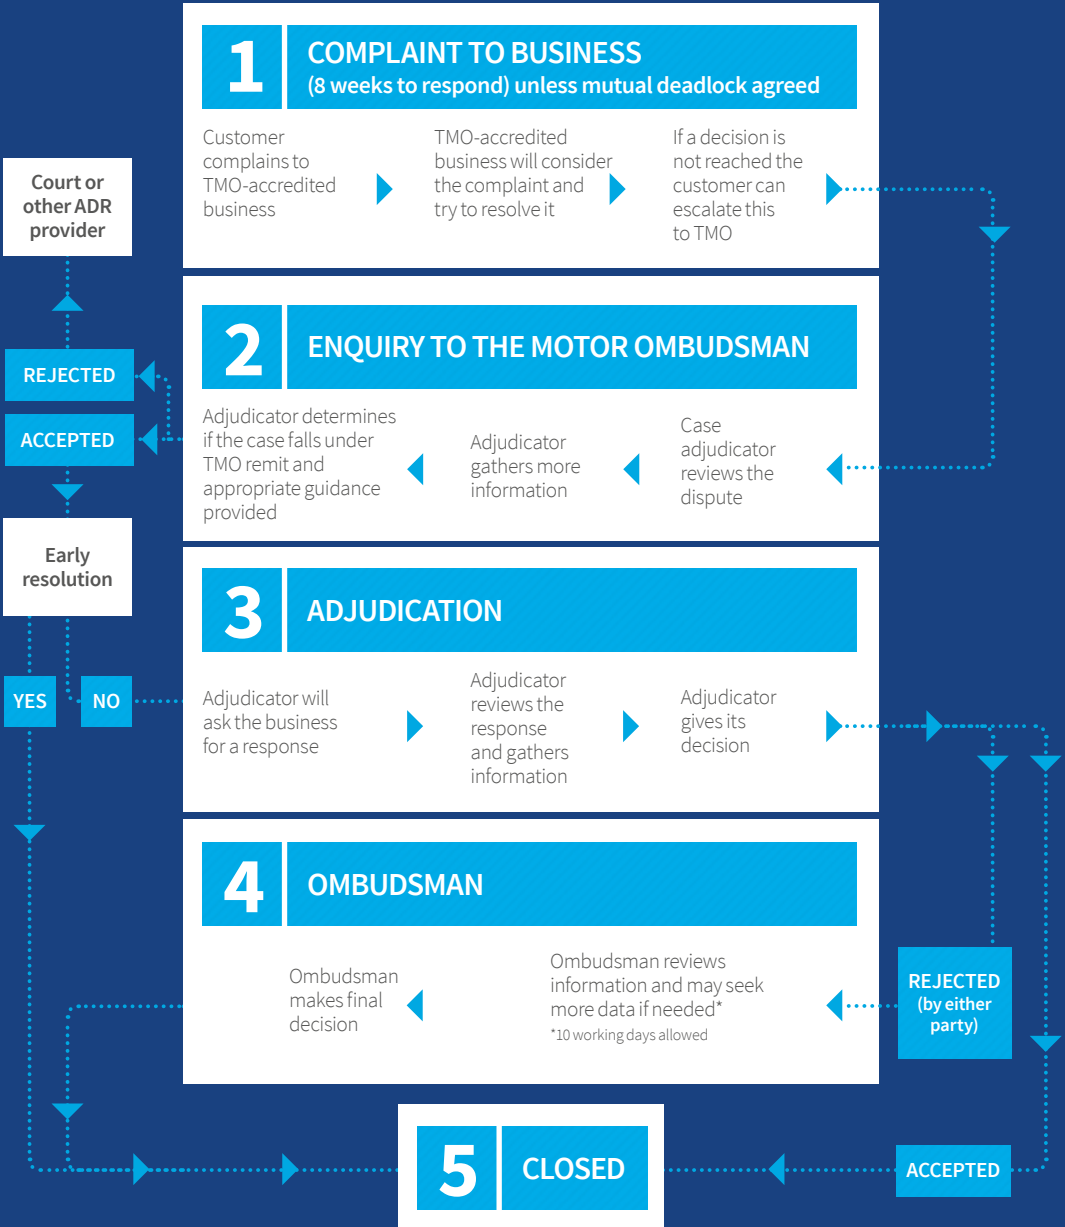 1
COMPLAINT TO BUSINESS
(8 weeks to respond) unless mutual deadlock agreed
Customer
complains to
TMO-accredited
business
TMO-accredited
business will consider
the complaint and
try to resolve it
If a decision is
not reached the
customer can
escalate this
to TMO
2
ENQUIRY TO THE MOTOR OMBUDSMAN
Case
adjudicator
reviews the
dispute
Adjudicator
gathers more
information
Adjudicator determines
if the case falls under
TMO remit and
appropriate guidance
provided
REJECTED
Court or
other ADR
provider
ACCEPTED
Early
resolution
YES
NO
3
ADJUDICATION
Adjudicator will
ask the business
for a response
Adjudicator
reviews the
response
and gathers
information
Adjudicator
gives its
decision
4
OMBUDSMAN
REJECTED
(by either
party)
Ombudsman reviews
information and may seek
more data if needed*
*10 working days allowed
Ombudsman
makes final
decision
ACCEPTED
5
CLOSED